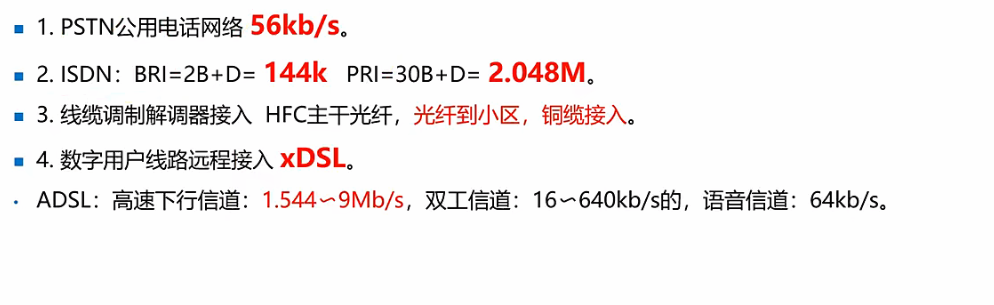 1. PSTN公用电话网络 56kb/s。
2. ISDN：BRI=2B+D= 144k PRI=30B+D= 2.048M。
3. 线缆调制解调器接入 HFC主干光纤，光纤到小区，铜缆接入。
4. 数字用户线路远程接入 xDSL。
ADSL：高速下行信道：1.544∽9Mb/s，双工信道：16∽640kb/s的，语音信道：64kb/s。